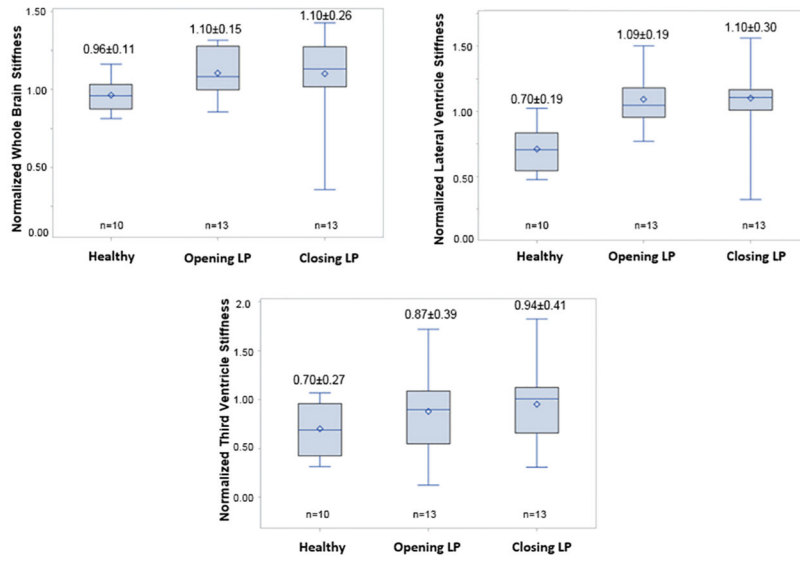 Normalized Whole Brain Stiffness
1.50
1.00
0.50
0.00
0.96±0.11
1.10±0.15
1.10±0.26
n=10
n=13
n=13
Healthy
Opening LP
Closing LP
Normalized Lateral Ventricle Stiffness
1.50
1.00
0.50
0.00
0.70±0.19
1.09±0.19
1.10±0.30
n=10
n=13
n=13
Healthy
Opening LP
Closing LP
Normalized Third Ventricle Stiffness
2.0
1.50
1.00
0.50
0.00
0.70±0.27
0.87±0.39
0.94±0.41
n=10
n=13
n=13
Healthy
Opening LP
Closing LP